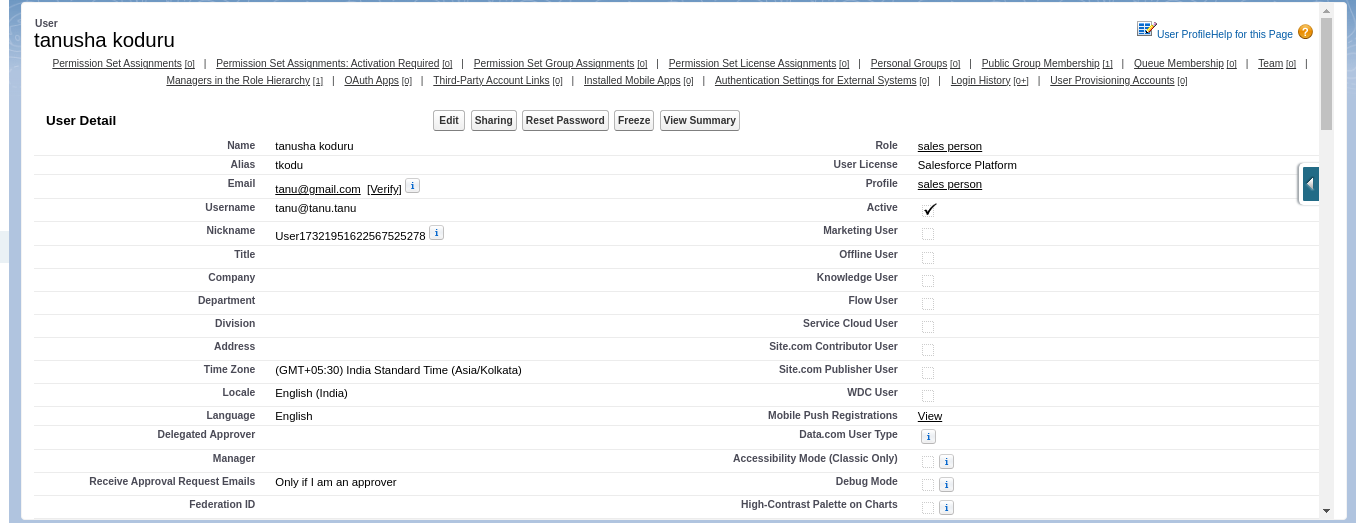 User
tanusha koduru
User Profile Help for this Page ?
Permission Set Assignments [0] | Permission Set Assignments: Activation Required [0] | Permission Set Group Assignments [0] | Permission Set License Assignments [0] | Personal Groups [0] | Public Group Membership [1] | Queue Membership [0] | Team [0] |
Managers in the Role Hierarchy [1] | OAuth Apps [0] | Third-Party Account Links [0] | Installed Mobile Apps [0] | Authentication Settings for External Systems [0] | Login History [0+] | User Provisioning Accounts [0]
User Detail Edit Sharing Reset Password Freeze View Summary
Name tanusha koduru Role sales person
Alias tkodu User License Salesforce Platform
Email tanu@gmail.com [Verify] i Profile sales person
Username tanu@tanu.tanu Active
Nickname User17321951622567525278 i Marketing User
Title Offline User
Company Knowledge User
Department Flow User
Division Service Cloud User
Address Site.com Contributor User
Time Zone (GMT+05:30) India Standard Time (Asia/Kolkata) Site.com Publisher User
Locale English (India) WDC User
Language English Mobile Push Registrations View
Delegated Approver Data.com User Type i
Manager Accessibility Mode (Classic Only) i
Receive Approval Request Emails Only if I am an approver Debug Mode i
Federation ID High-Contrast Palette on Charts i